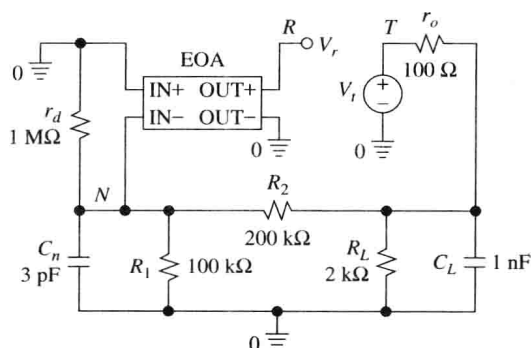 R
V_r
T
r_o
EOA
0
IN+ OUT+
V_t
+
−
100 Ω
r_d
1 MΩ
IN− OUT−
0
0
N
R_2
200 kΩ
C_n
3 pF
R_1
100 kΩ
R_L
2 kΩ
C_L
1 nF
0